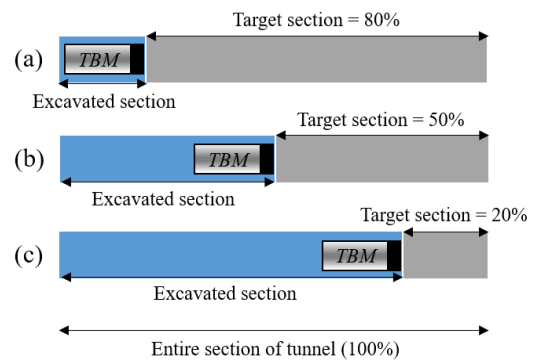 Target section = 80%
(a)
TBM
Excavated section
Target section = 50%
(b)
TBM
Excavated section
Target section = 20%
(c)
TBM
Excavated section
Entire section of tunnel (100%)